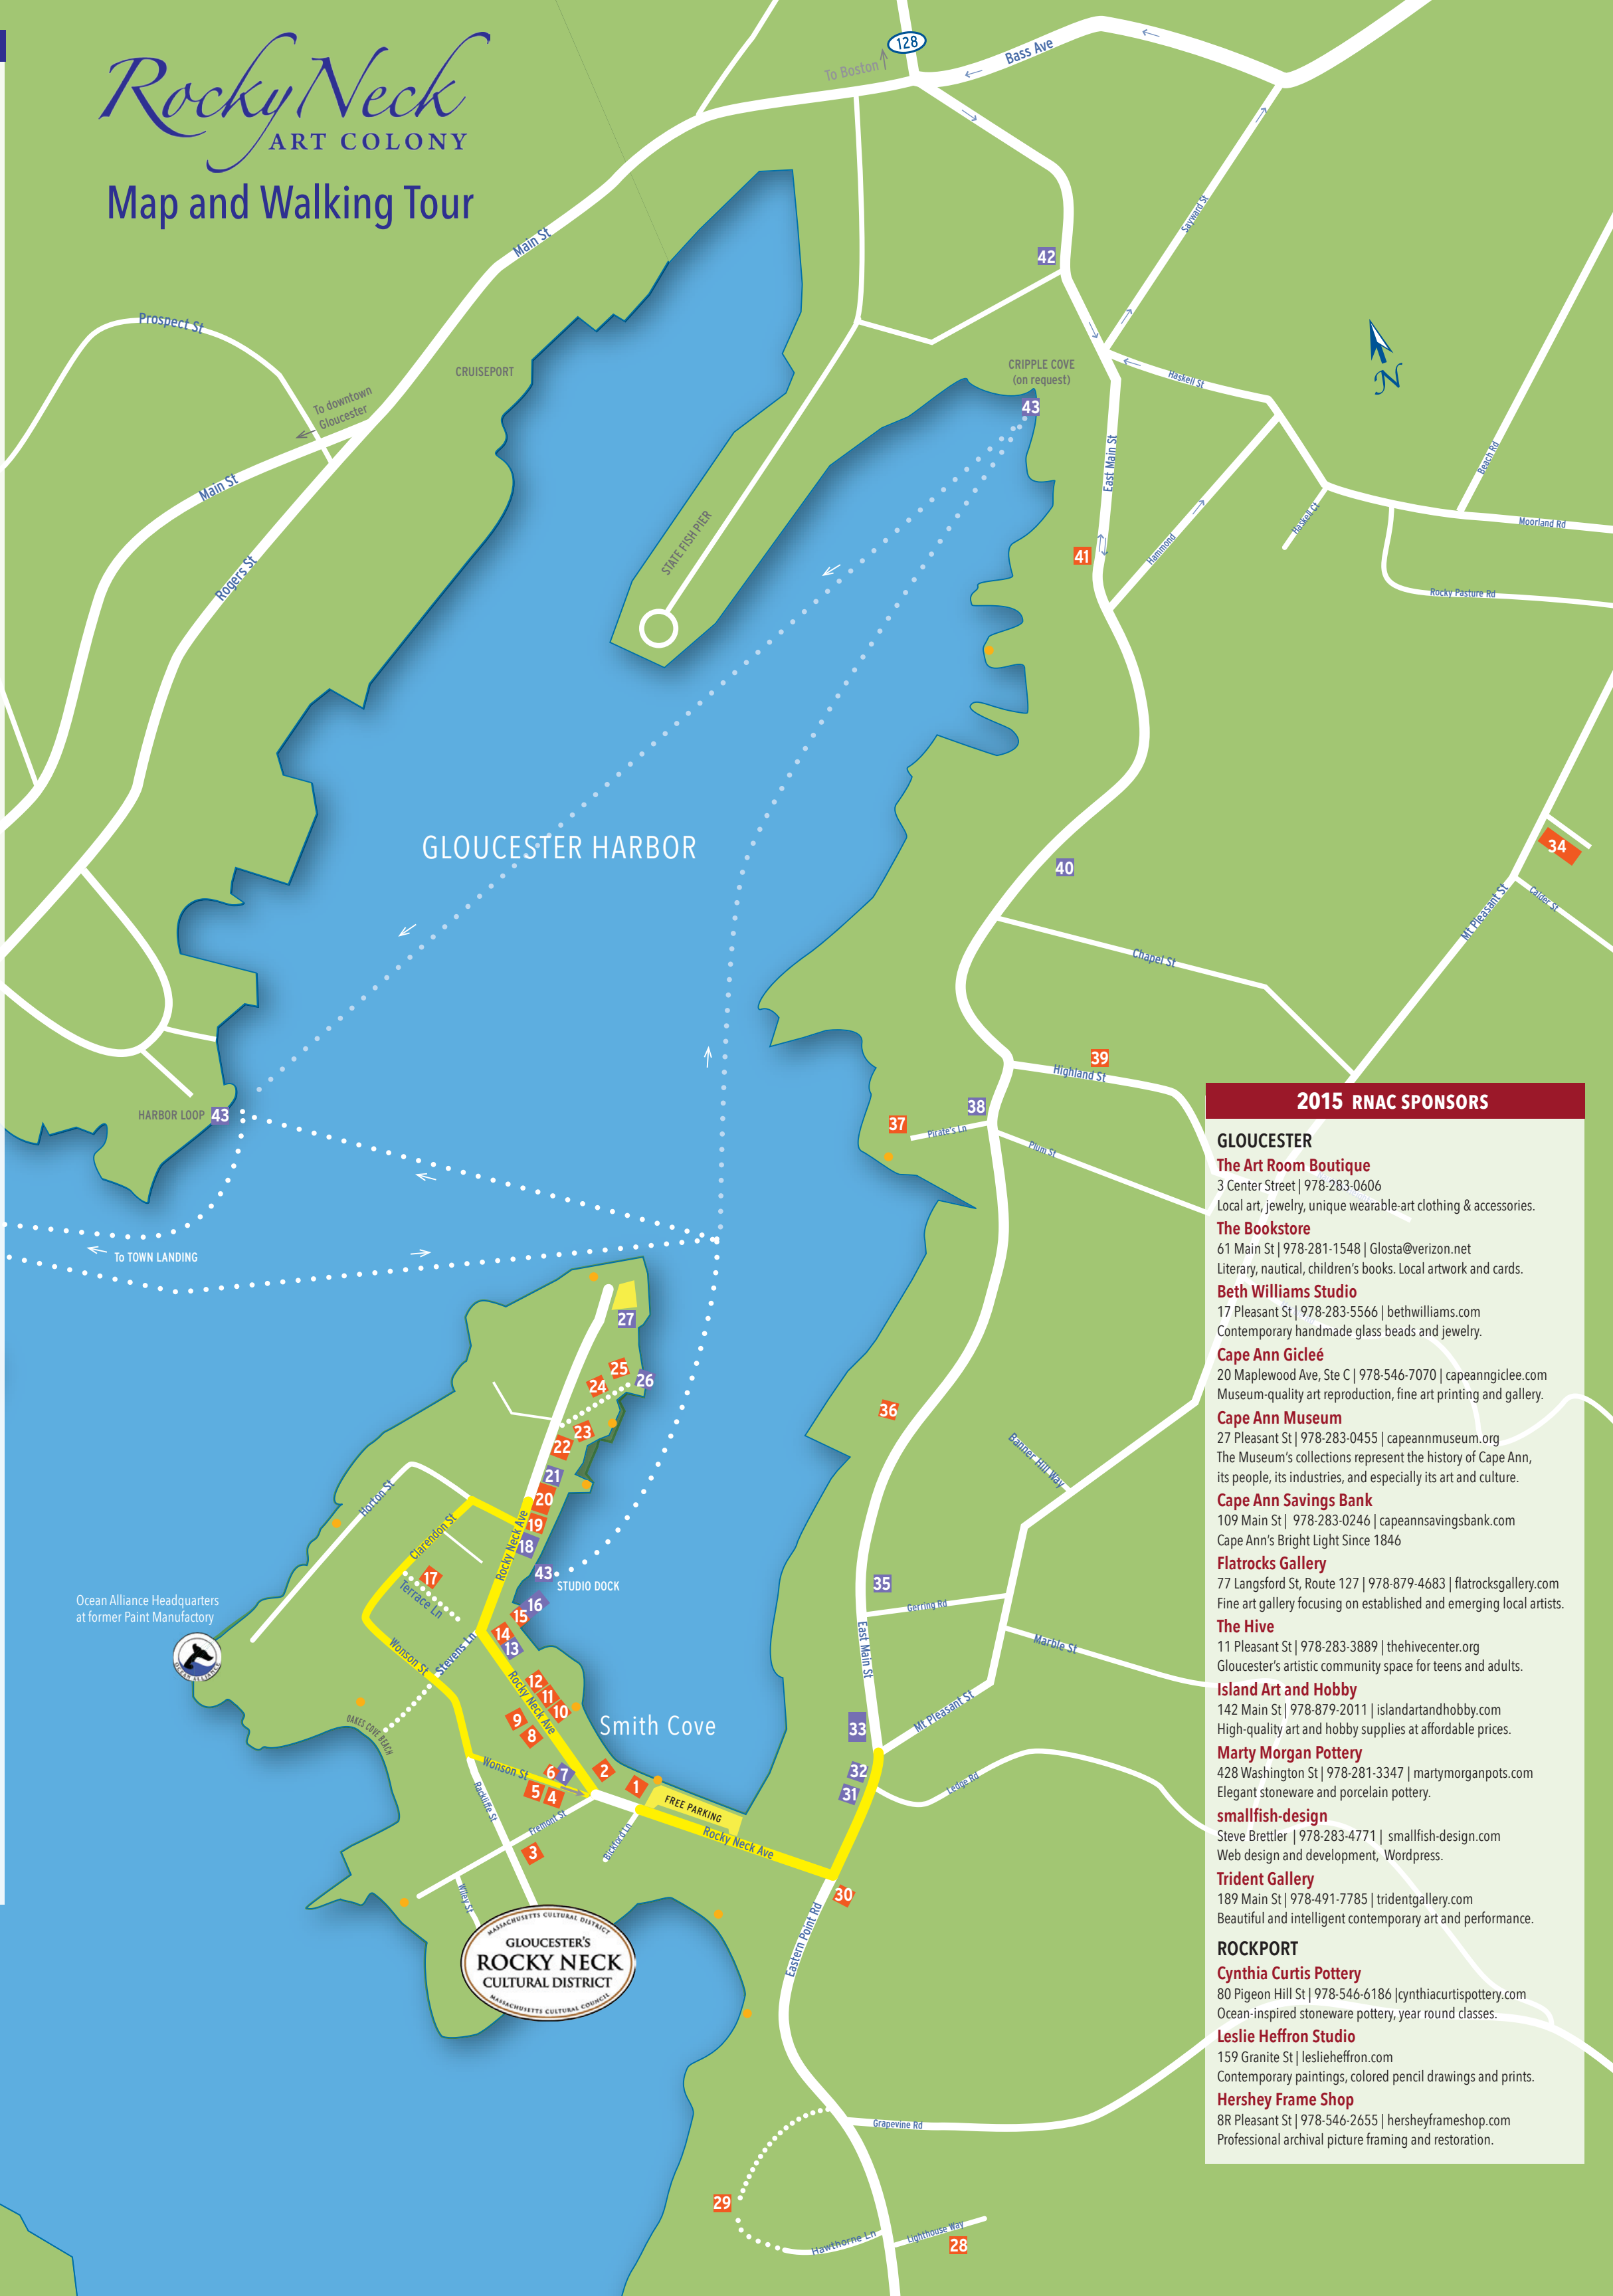 Rocky Neck
ART COLONY
Map and Walking Tour
128
To Boston
Bass Ave
Main St
Sayward St
42
Prospect St
CRUISEPORT
CRIPPLE COVE
(on request)
43
Haskell St
N
To downtown
Gloucester
Main St
East Main St
Beach Rd
Haskell Ct
Moorland Rd
STATE FISH PIER
41
Hammond
Rogers St
Rocky Pasture Rd
GLOUCESTER HARBOR
34
40
Mt Pleasant St
Calder St
Chapel St
39
Highland St
38
HARBOR LOOP
43
37
Pirate's Ln
Plum St
To TOWN LANDING
27
25
24
26
36
23
22
21
Banner Hill Way
20
Horton St
19
Rocky Neck Ave
Clarendon St
18
43
STUDIO DOCK
17
35
Terrace Ln
Gerring Rd
Ocean Alliance Headquarters
at former Paint Manufactory
OCEAN ALLIANCE
16
15
14
13
East Main St
Marble St
Wonson St
Stevens Ln
12
11
10
Rocky Neck Ave
9
8
OAKES COVE BEACH
Smith Cove
33
Mt Pleasant St
Wonson St
6
7
2
5
4
1
32
31
Ledge Rd
FREE PARKING
Rackliffe St
Fremont St
Bickford Ln
Rocky Neck Ave
3
30
Wiley St
MASSACHUSETTS CULTURAL DISTRICT
GLOUCESTER'S
ROCKY NECK
CULTURAL DISTRICT
MASSACHUSETTS CULTURAL COUNCIL
Eastern Point Rd
Grapevine Rd
29
Hawthorne Ln
Lighthouse Way
28
2015 RNAC SPONSORS
GLOUCESTER
The Art Room Boutique
3 Center Street | 978-283-0606
Local art, jewelry, unique wearable-art clothing & accessories.
The Bookstore
61 Main St | 978-281-1548 | Glosta@verizon.net
Literary, nautical, children's books. Local artwork and cards.
Beth Williams Studio
17 Pleasant St | 978-283-5566 | bethwilliams.com
Contemporary handmade glass beads and jewelry.
Cape Ann Gicleé
20 Maplewood Ave, Ste C | 978-546-7070 | capeanngiclee.com
Museum-quality art reproduction, fine art printing and gallery.
Cape Ann Museum
27 Pleasant St | 978-283-0455 | capeannmuseum.org
The Museum's collections represent the history of Cape Ann,
its people, its industries, and especially its art and culture.
Cape Ann Savings Bank
109 Main St | 978-283-0246 | capeannsavingsbank.com
Cape Ann's Bright Light Since 1846
Flatrocks Gallery
77 Langsford St, Route 127 | 978-879-4683 | flatrocksgallery.com
Fine art gallery focusing on established and emerging local artists.
The Hive
11 Pleasant St | 978-283-3889 | thehivecenter.org
Gloucester's artistic community space for teens and adults.
Island Art and Hobby
142 Main St | 978-879-2011 | islandartandhobby.com
High-quality art and hobby supplies at affordable prices.
Marty Morgan Pottery
428 Washington St | 978-281-3347 | martymorganpots.com
Elegant stoneware and porcelain pottery.
smallfish-design
Steve Brettler | 978-283-4771 | smallfish-design.com
Web design and development, Wordpress.
Trident Gallery
189 Main St | 978-491-7785 | tridentgallery.com
Beautiful and intelligent contemporary art and performance.
ROCKPORT
Cynthia Curtis Pottery
80 Pigeon Hill St | 978-546-6186 |cynthiacurtispottery.com
Ocean-inspired stoneware pottery, year round classes.
Leslie Heffron Studio
159 Granite St | leslieheffron.com
Contemporary paintings, colored pencil drawings and prints.
Hershey Frame Shop
8R Pleasant St | 978-546-2655 | hersheyframeshop.com
Professional archival picture framing and restoration.